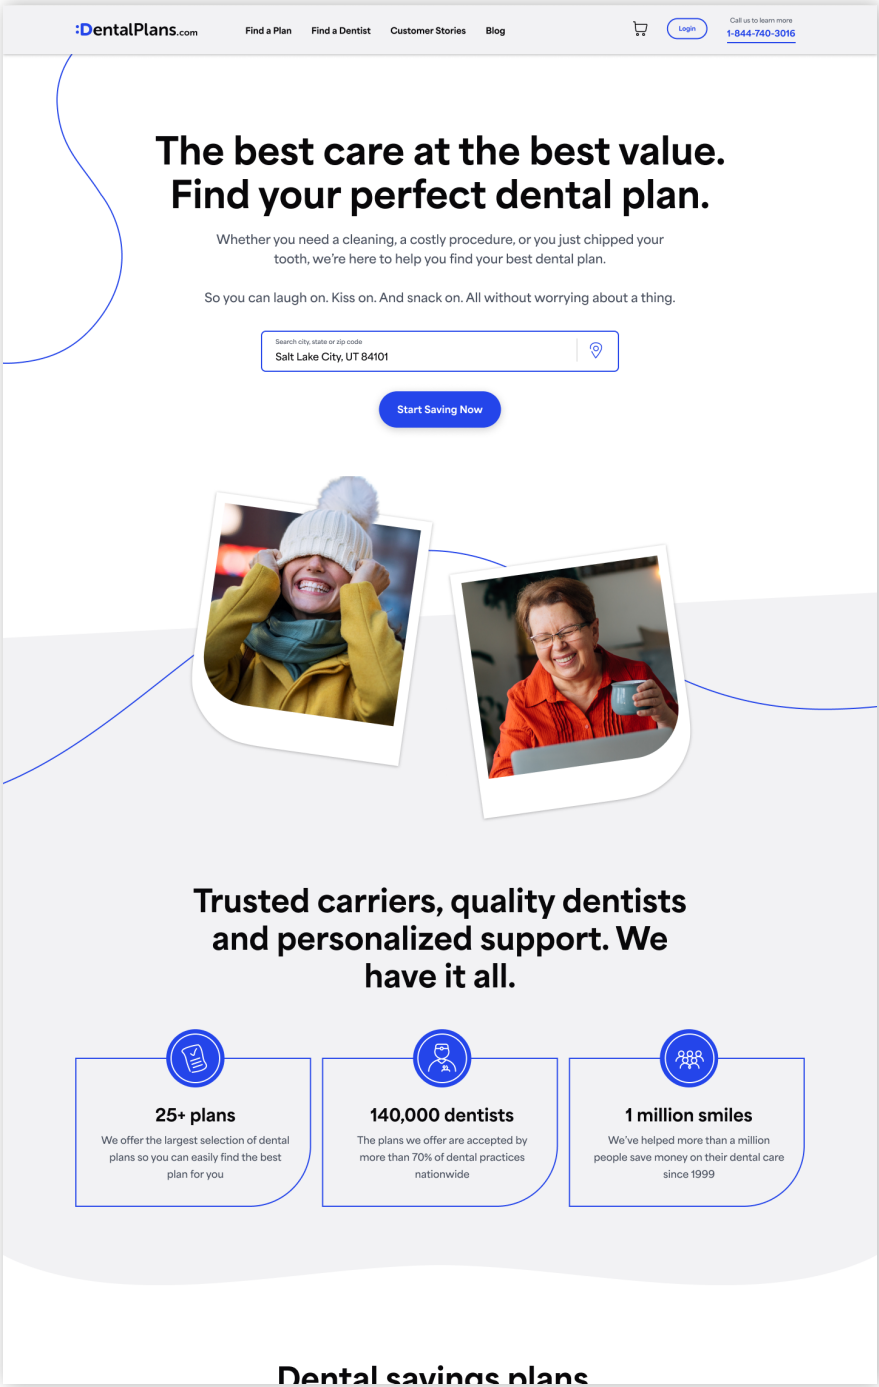 :DentalPlans.com
Find a Plan
Find a Dentist
Customer Stories
Blog
Login
Call us to learn more
1-844-740-3016
The best care at the best value.
Find your perfect dental plan.
Whether you need a cleaning, a costly procedure, or you just chipped your
tooth, we’re here to help you find your best dental plan.
So you can laugh on. Kiss on. And snack on. All without worrying about a thing.
Search city, state or zip code
Salt Lake City, UT 84101
Start Saving Now
Trusted carriers, quality dentists
and personalized support. We
have it all.
25+ plans
We offer the largest selection of dental
plans so you can easily find the best
plan for you
140,000 dentists
The plans we offer are accepted by
more than 70% of dental practices
nationwide
1 million smiles
We’ve helped more than a million
people save money on their dental care
since 1999
Dental savings plans